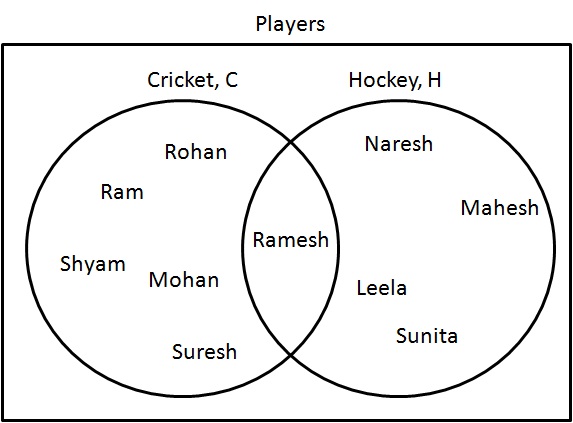 Players
Cricket, C
Hockey, H
Rohan
Naresh
Ram
Mahesh
Ramesh
Shyam
Mohan
Leela
Sunita
Suresh